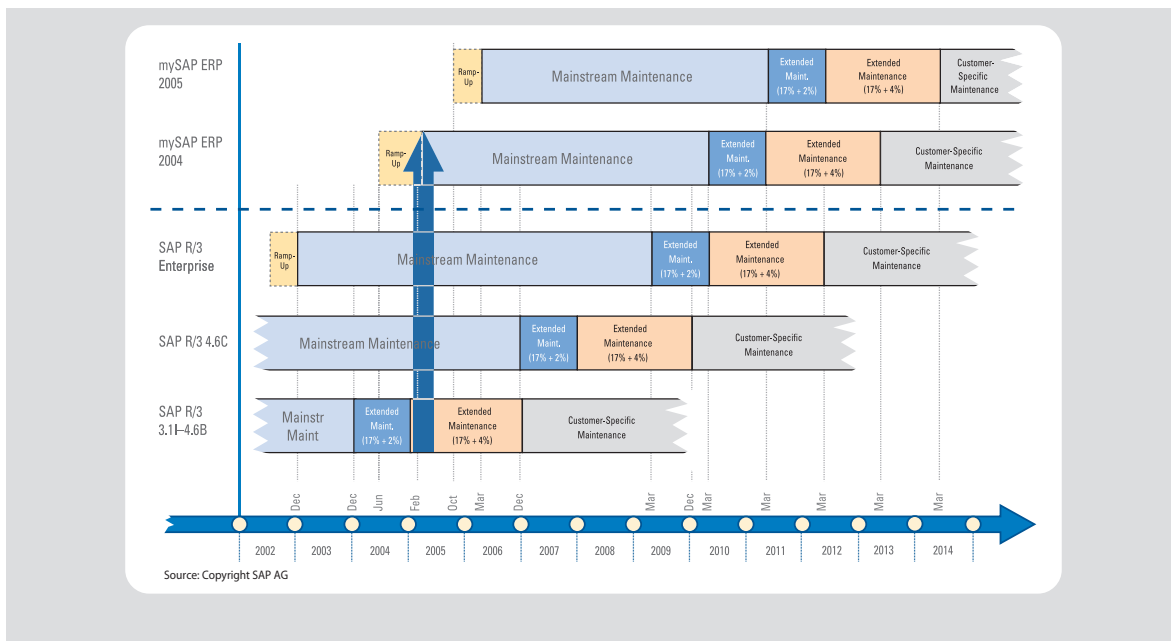 mySAP ERP
2005
Ramp-
Up
Mainstream Maintenance
Extended
Maint.
(17% + 2%)
Extended
Maintenance
(17% + 4%)
Customer-
Specific
Maintenance
mySAP ERP
2004
Ramp-
Up
Mainstream Maintenance
Extended
Maint.
(17% + 2%)
Extended
Maintenance
(17% + 4%)
Customer-Specific
Maintenance
SAP R/3
Enterprise
Ramp-
Up
Mainstream Maintenance
Extended
Maint.
(17% + 2%)
Extended
Maintenance
(17% + 4%)
Customer-Specific
Maintenance
SAP R/3 4.6C
Mainstream Maintenance
Extended
Maint.
(17% + 2%)
Extended
Maintenance
(17% + 4%)
Customer-Specific
Maintenance
SAP R/3
3.1I–4.6B
Mainstr
Maint
Extended
Maint.
(17% + 2%)
Extended
Maintenance
(17% + 4%)
Customer-Specific
Maintenance
Dec
Dec
Jun
Feb
Oct
Mar
Dec
Mar
Dec
Mar
Mar
Mar
Mar
Mar
2002
2003
2004
2005
2006
2007
2008
2009
2010
2011
2012
2013
2014
Source: Copyright SAP AG